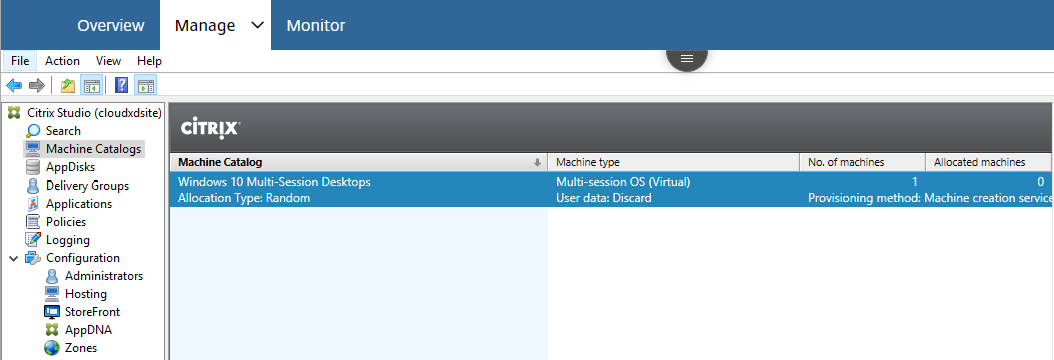 Overview Manage Monitor
File Action View Help
Citrix Studio (cloudxdsite)
Search
Machine Catalogs
AppDisks
Delivery Groups
Applications
Policies
Logging
Configuration
Administrators
Hosting
StoreFront
AppDNA
Zones
CITRIX
Machine Catalog Machine type No. of machines Allocated machines
Windows 10 Multi-Session Desktops Multi-session OS (Virtual) 1 0
Allocation Type: Random User data: Discard Provisioning method: Machine creation service